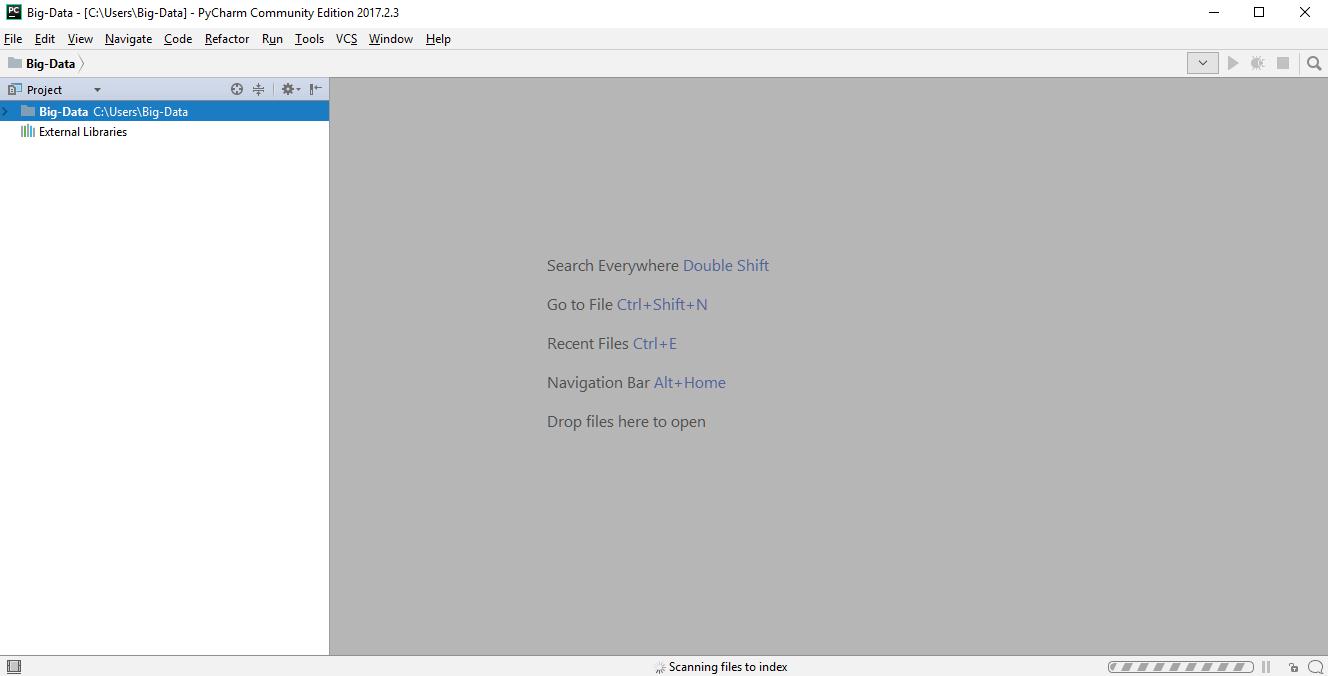 PC Big-Data - [C:\Users\Big-Data] - PyCharm Community Edition 2017.2.3
File Edit View Navigate Code Refactor Run Tools VCS Window Help
Big-Data
Project
Big-Data C:\Users\Big-Data
External Libraries
Search Everywhere Double Shift
Go to File Ctrl+Shift+N
Recent Files Ctrl+E
Navigation Bar Alt+Home
Drop files here to open
Scanning files to index